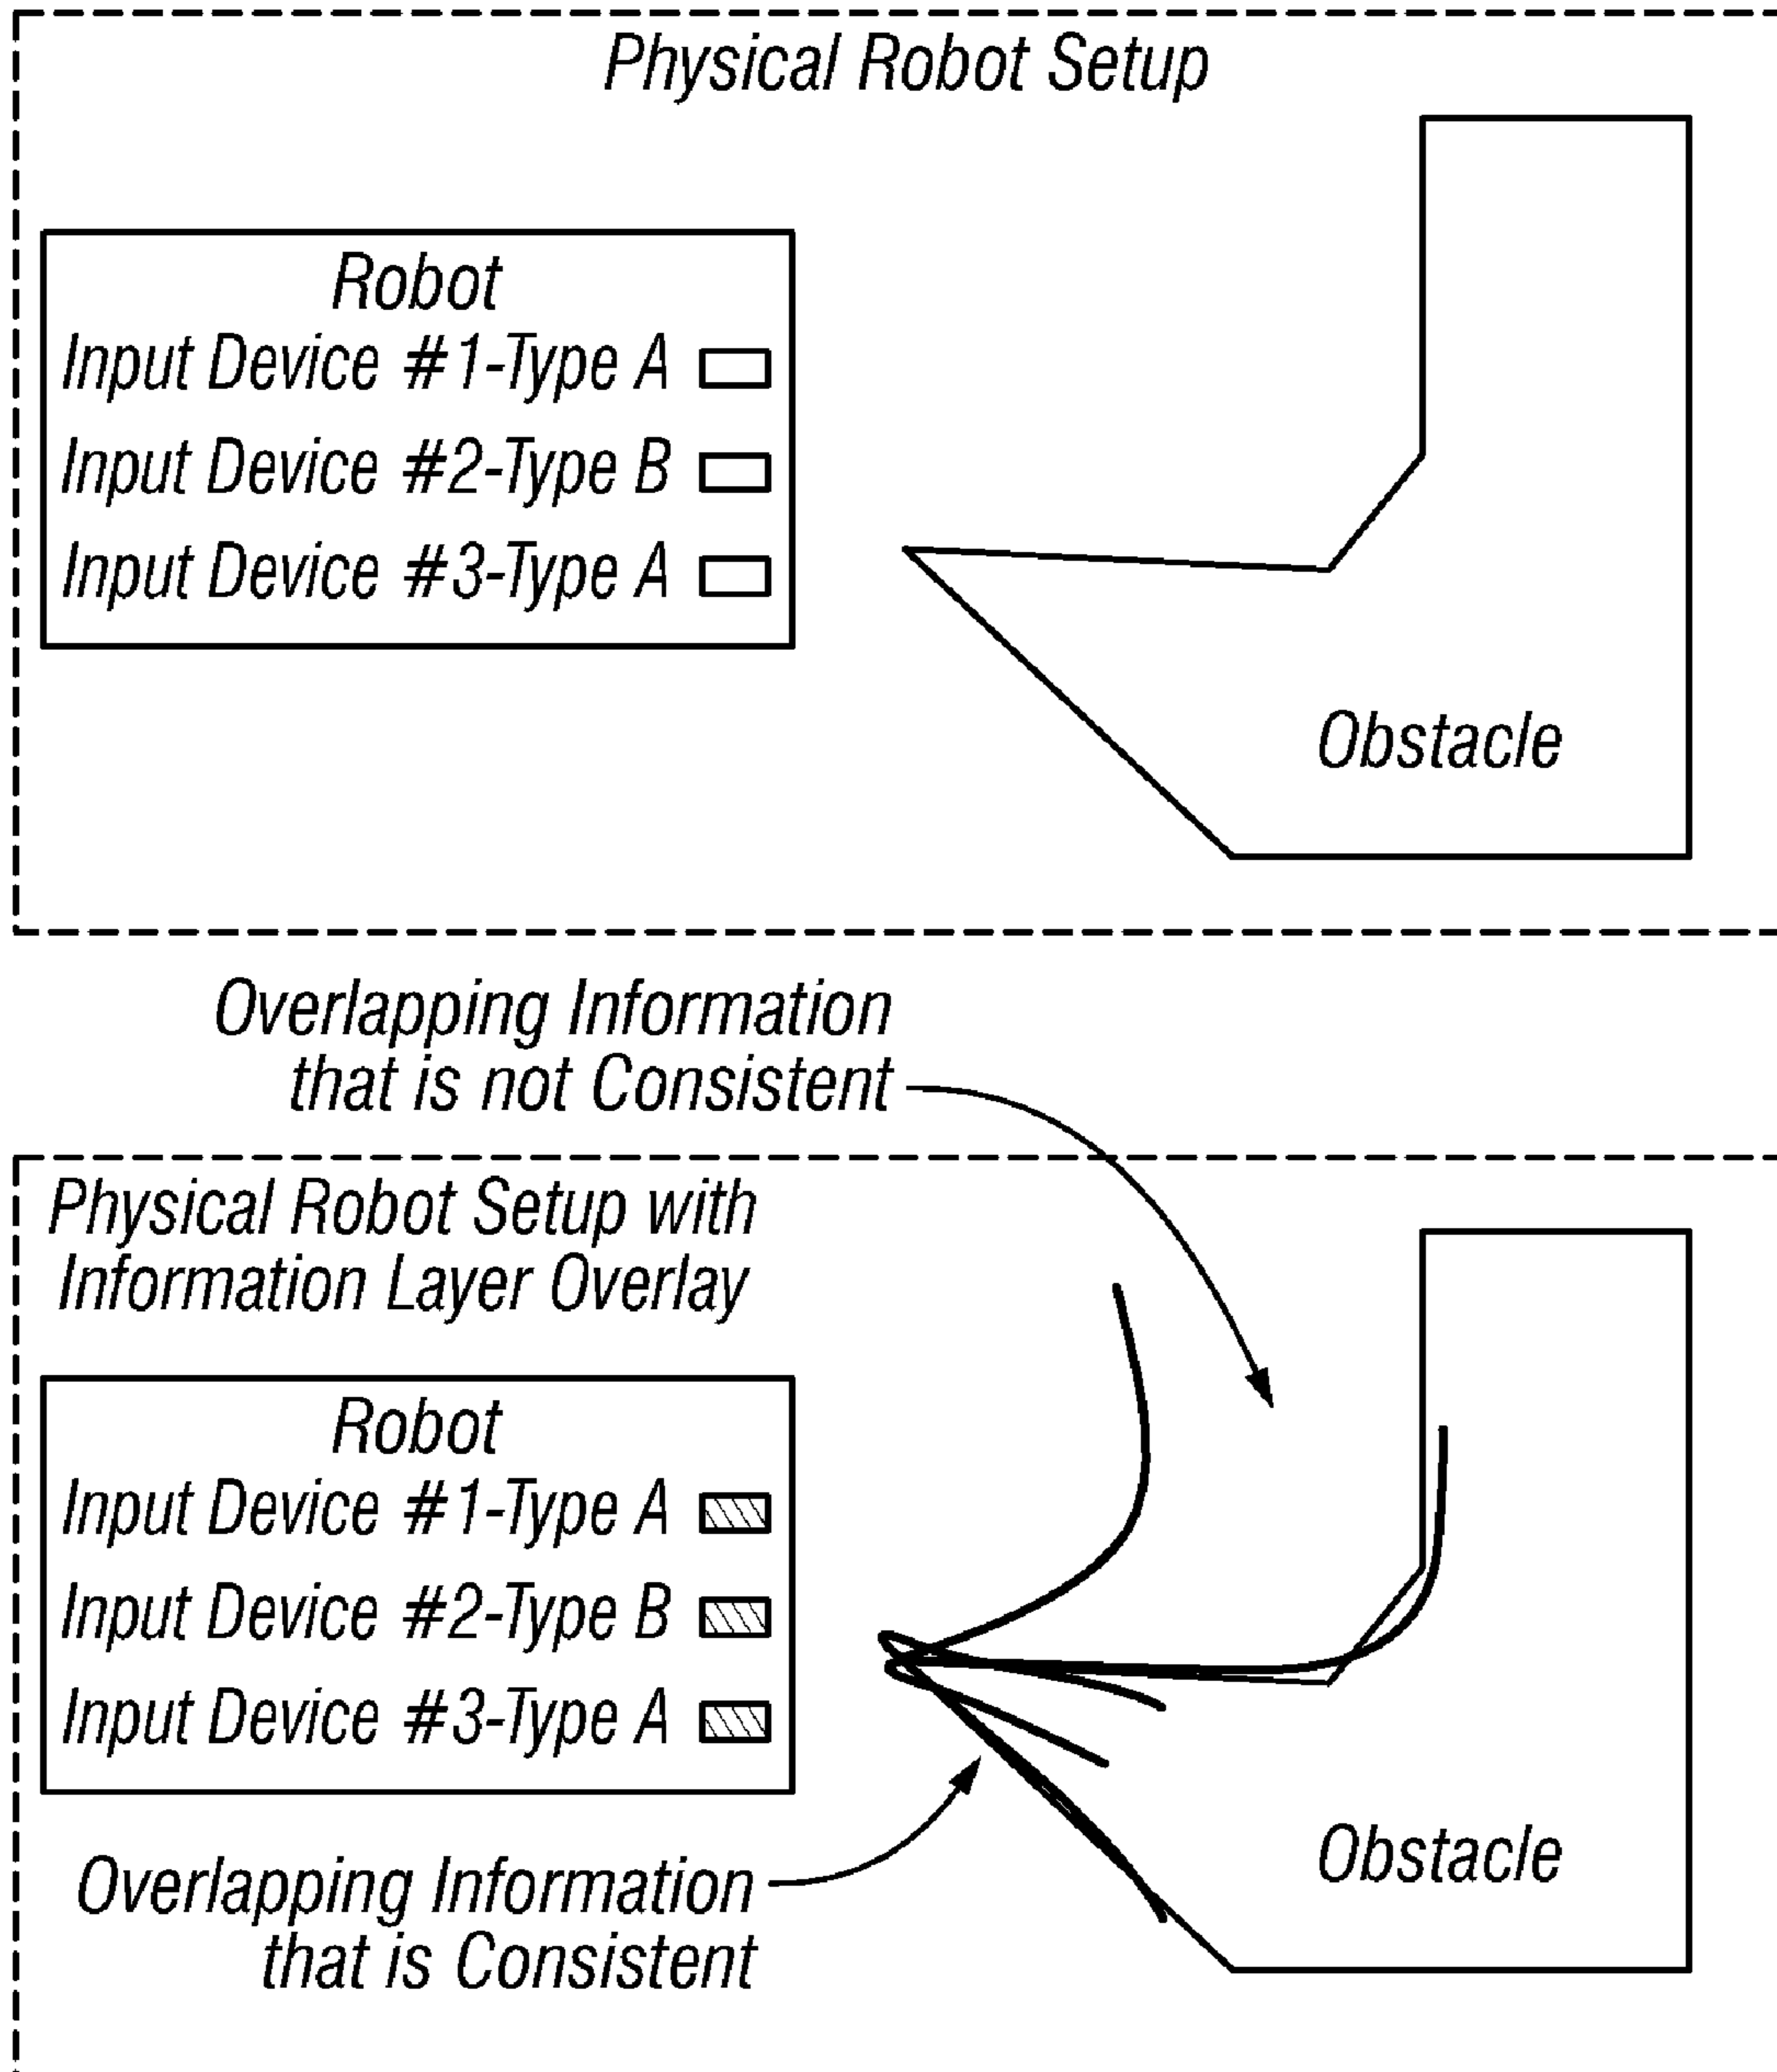 Physical Robot Setup
Robot
Input Device #1-Type A
Input Device #2-Type B
Input Device #3-Type A
Obstacle
Overlapping Information
that is not Consistent
Physical Robot Setup with
Information Layer Overlay
Robot
Input Device #1-Type A
Input Device #2-Type B
Input Device #3-Type A
Obstacle
Overlapping Information
that is Consistent